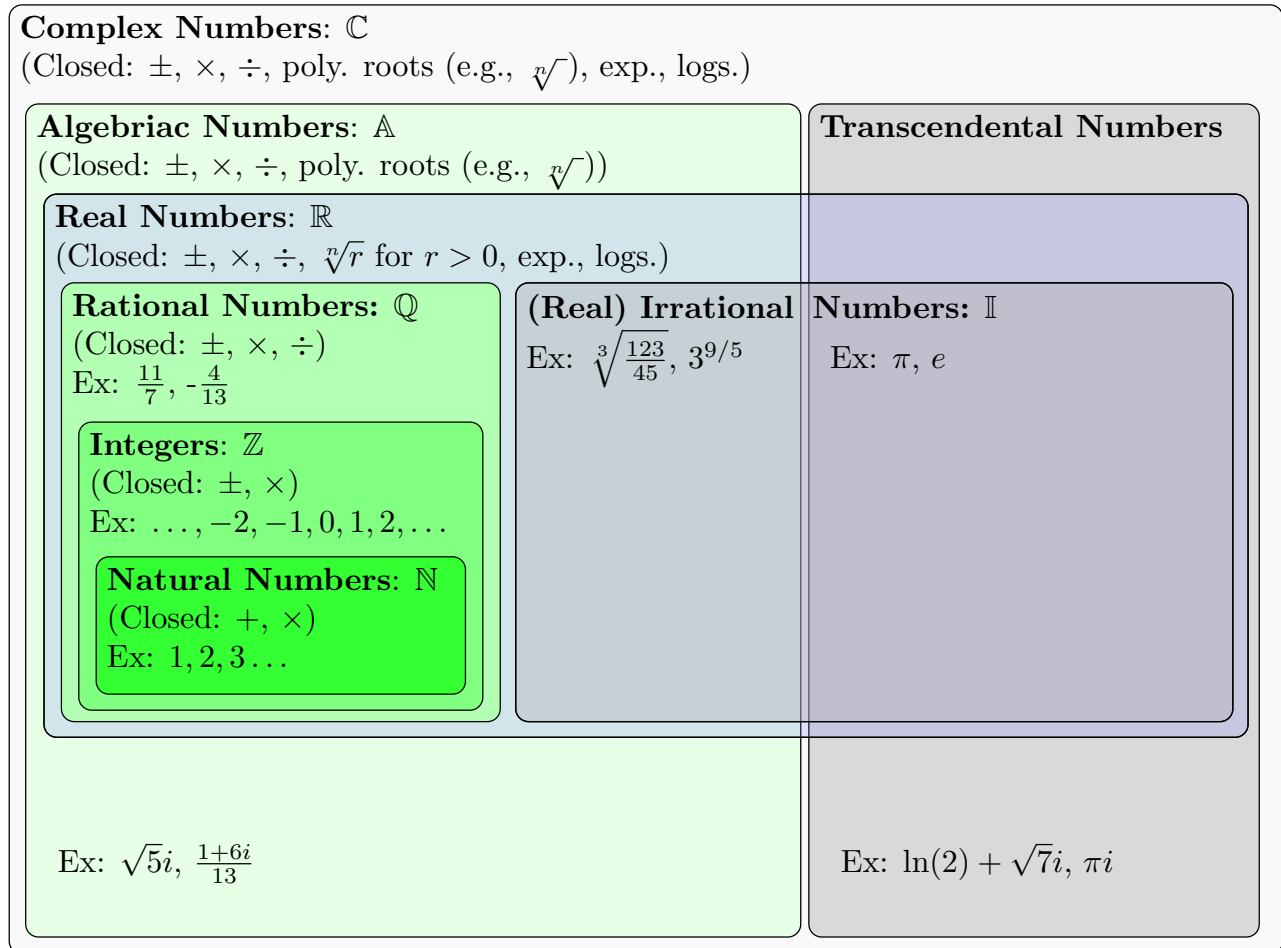 Complex Numbers: ℂ
(Closed: ±, ×, ÷, poly. roots (e.g., ⁿ√), exp., logs.)
Algebriac Numbers: 𝔸
(Closed: ±, ×, ÷, poly. roots (e.g., ⁿ√))
Transcendental Numbers
Real Numbers: ℝ
(Closed: ±, ×, ÷, ⁿ√r for r > 0, exp., logs.)
Rational Numbers: ℚ
(Closed: ±, ×, ÷)
Ex: 11/7, -4/13
(Real) Irrational Numbers: 𝕀
Ex: ³√(123/45), 3^{9/5}
Ex: π, e
Integers: ℤ
(Closed: ±, ×)
Ex: …, −2, −1, 0, 1, 2, …
Natural Numbers: ℕ
(Closed: +, ×)
Ex: 1, 2, 3 …
Ex: √5i, (1+6i)/13
Ex: ln(2) + √7i, πi